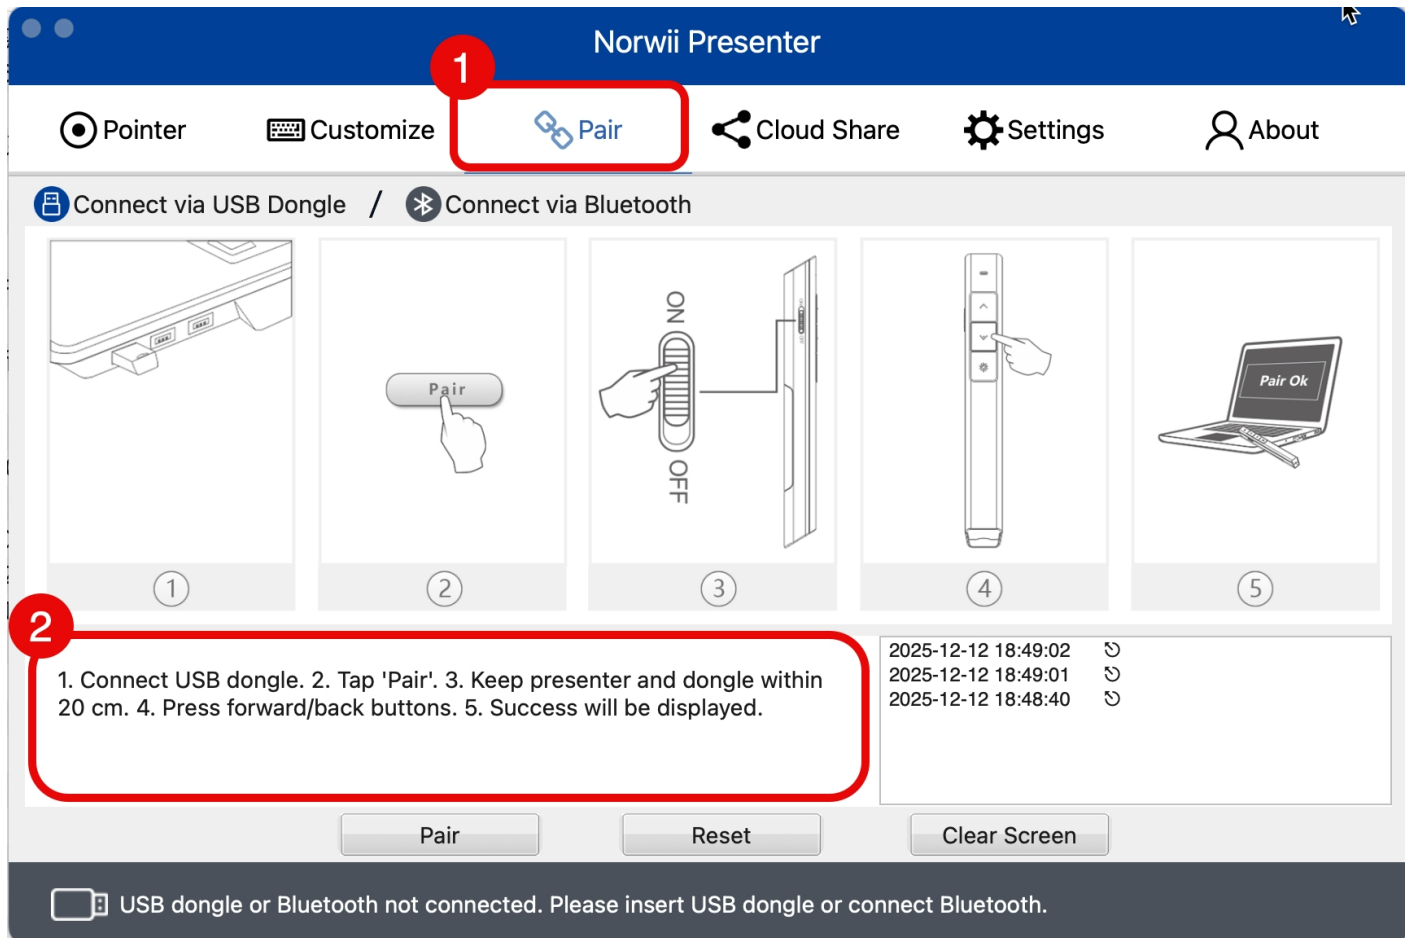 Norwii Presenter
1
Pointer
Customize
Pair
Cloud Share
Settings
About
Connect via USB Dongle / Connect via Bluetooth
Pair
ON
OFF
Pair Ok
1
2
3
4
5
2
1. Connect USB dongle. 2. Tap 'Pair'. 3. Keep presenter and dongle within
20 cm. 4. Press forward/back buttons. 5. Success will be displayed.
2025-12-12 18:49:02
2025-12-12 18:49:01
2025-12-12 18:48:40
Pair
Reset
Clear Screen
USB dongle or Bluetooth not connected. Please insert USB dongle or connect Bluetooth.